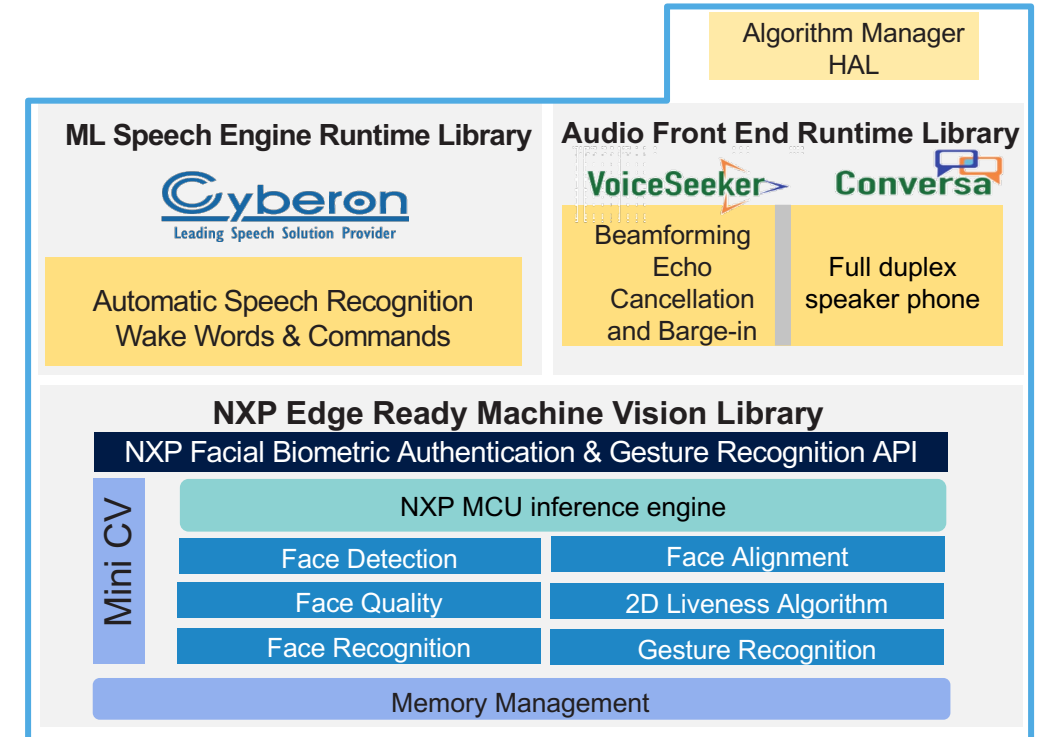 Algorithm Manager
HAL
ML Speech Engine Runtime Library
Cyberon
Leading Speech Solution Provider
Automatic Speech Recognition
Wake Words & Commands
Audio Front End Runtime Library
VoiceSeeker
Conversa
Beamforming
Echo
Cancellation
and Barge-in
Full duplex
speaker phone
NXP Edge Ready Machine Vision Library
NXP Facial Biometric Authentication & Gesture Recognition API
Mini CV
NXP MCU inference engine
Face Detection
Face Alignment
Face Quality
2D Liveness Algorithm
Face Recognition
Gesture Recognition
Memory Management